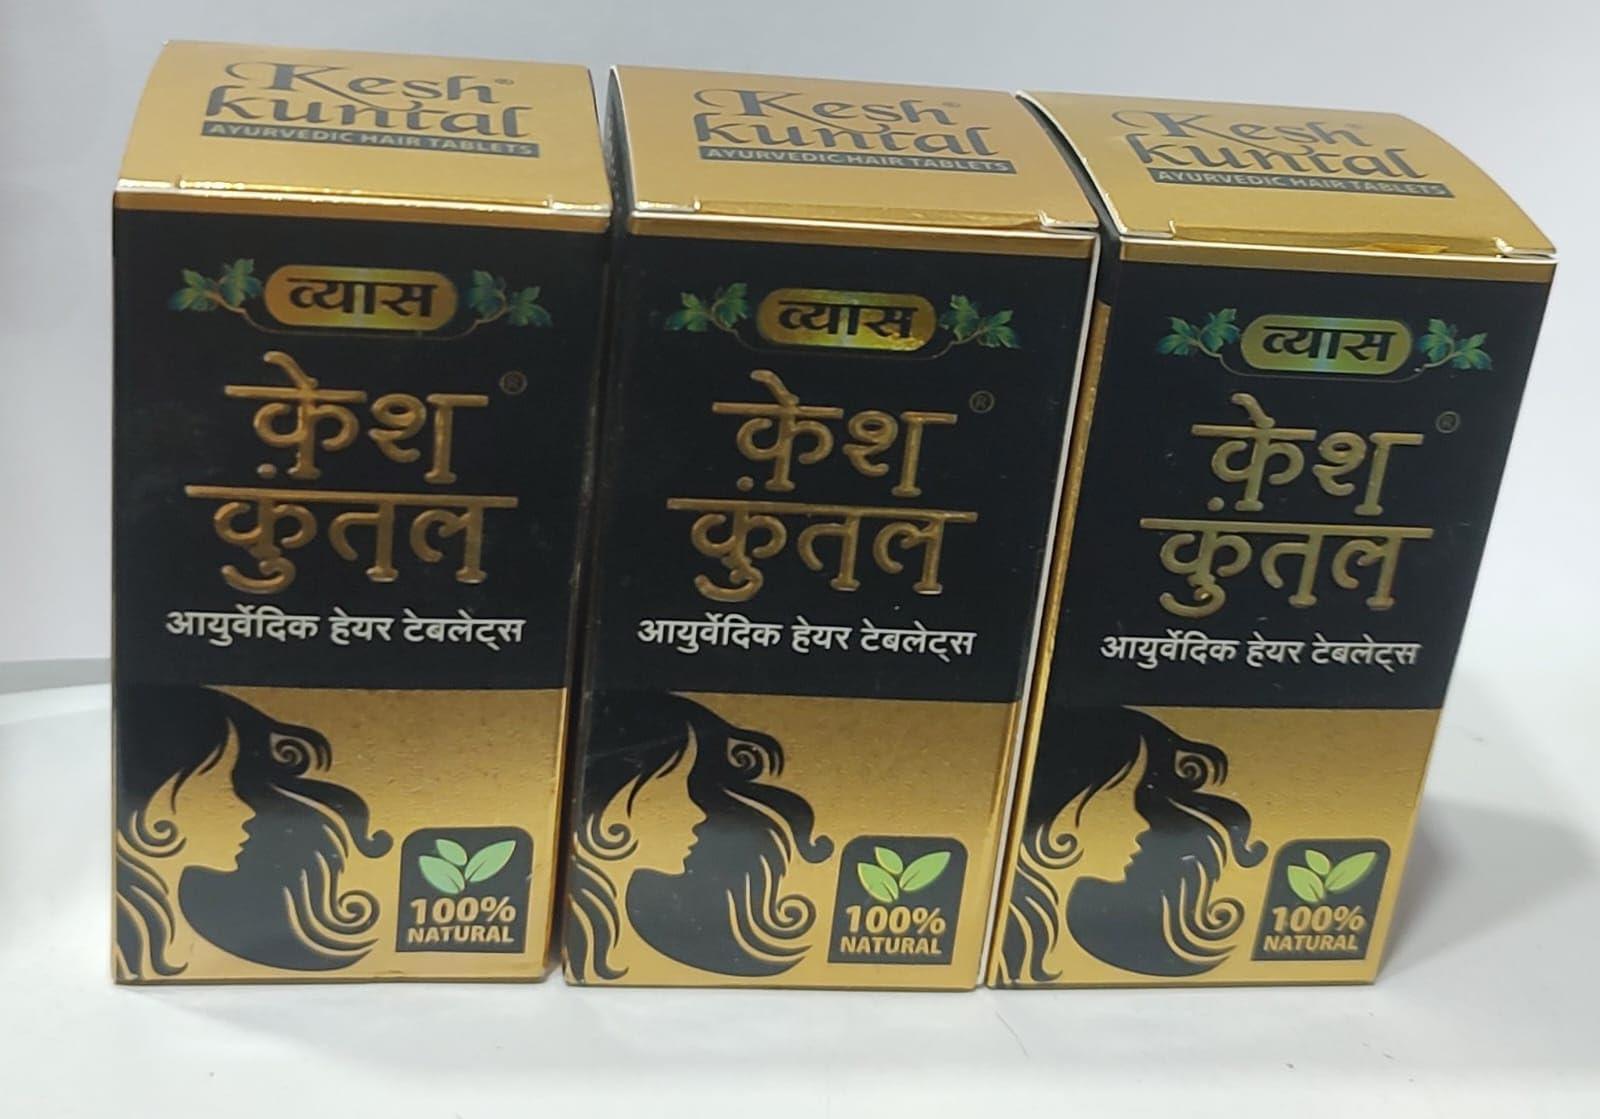 Kesh®
kuntal
AYURVEDIC HAIR TABLETS
व्यास
केश®
कुंतल
आयुर्वेदिक हेयर टेबलेट्स
100%
NATURAL
Kesh®
kuntal
AYURVEDIC HAIR TABLETS
व्यास
केश®
कुंतल
आयुर्वेदिक हेयर टेबलेट्स
100%
NATURAL
Kesh®
kuntal
AYURVEDIC HAIR TABLETS
व्यास
केश®
कुंतल
आयुर्वेदिक हेयर टेबलेट्स
100%
NATURAL